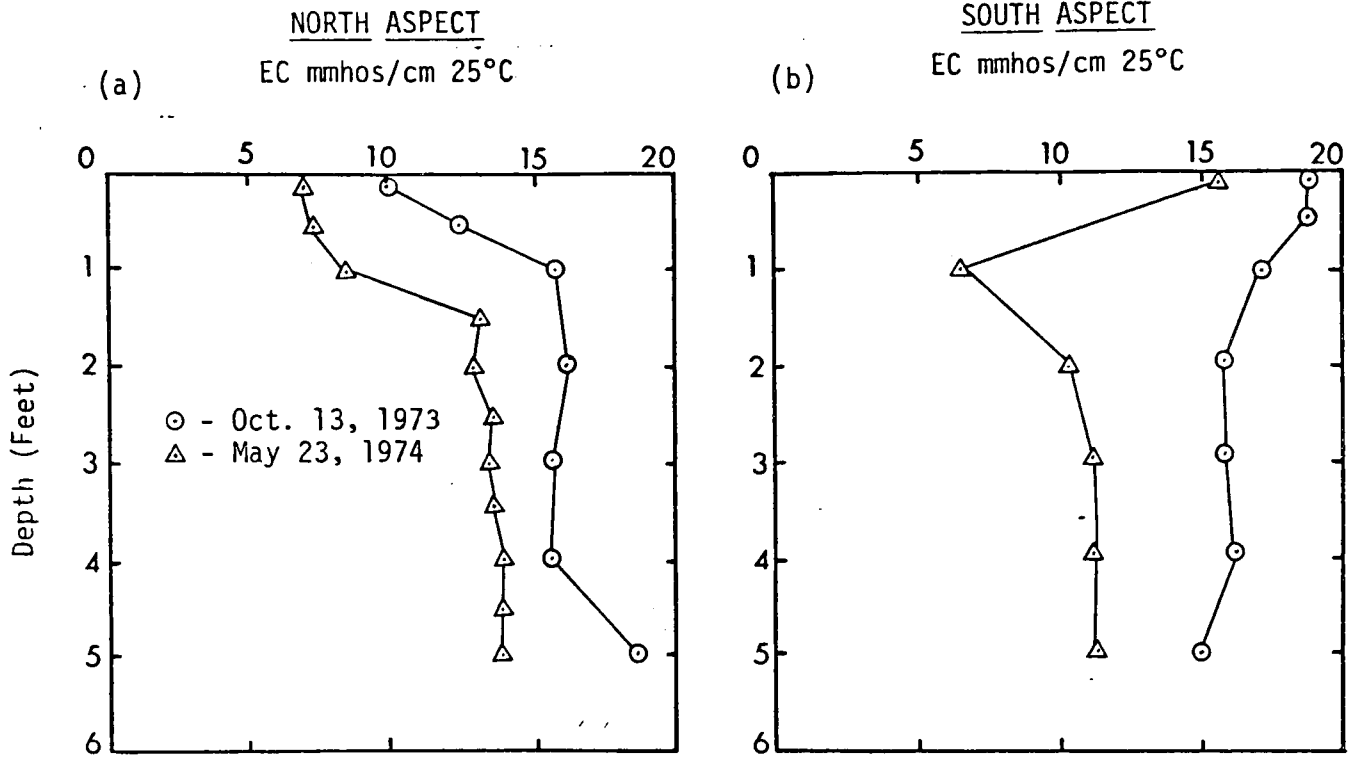 NORTH ASPECT
EC mmhos/cm 25°C
(a)
0 5 10 15 20
1
2
3
4
5
6
Depth (Feet)
⊙ - Oct. 13, 1973
△ - May 23, 1974
SOUTH ASPECT
EC mmhos/cm 25°C
(b)
0 5 10 15 20
1
2
3
4
5
6